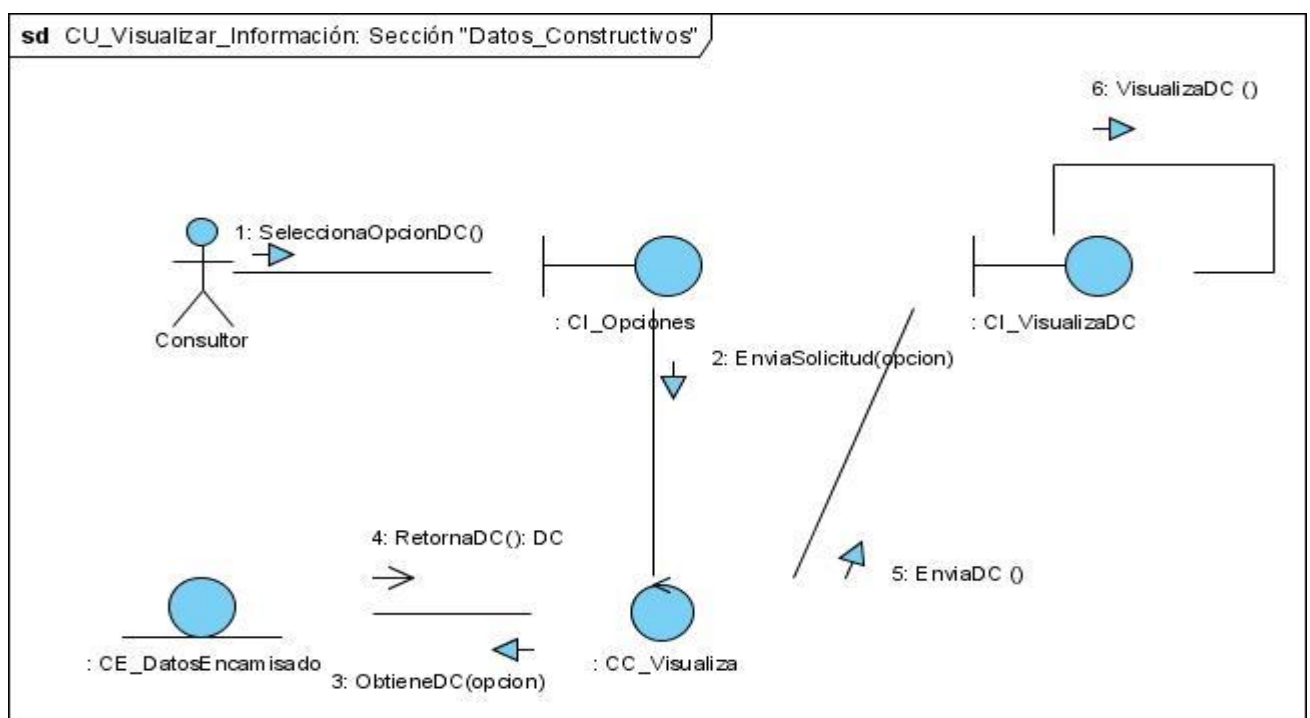 sd CU_Visualizar_Información: Sección "Datos_Constructivos"
6: VisualizaDC ()
1: SeleccionaOpcionDC()
Consultor
: CI_Opciones
: CI_VisualizaDC
2: EnviaSolicitud(opcion)
4: RetornaDC(): DC
5: EnviaDC ()
: CE_DatosEncamisado
: CC_Visualiza
3: ObtieneDC(opcion)